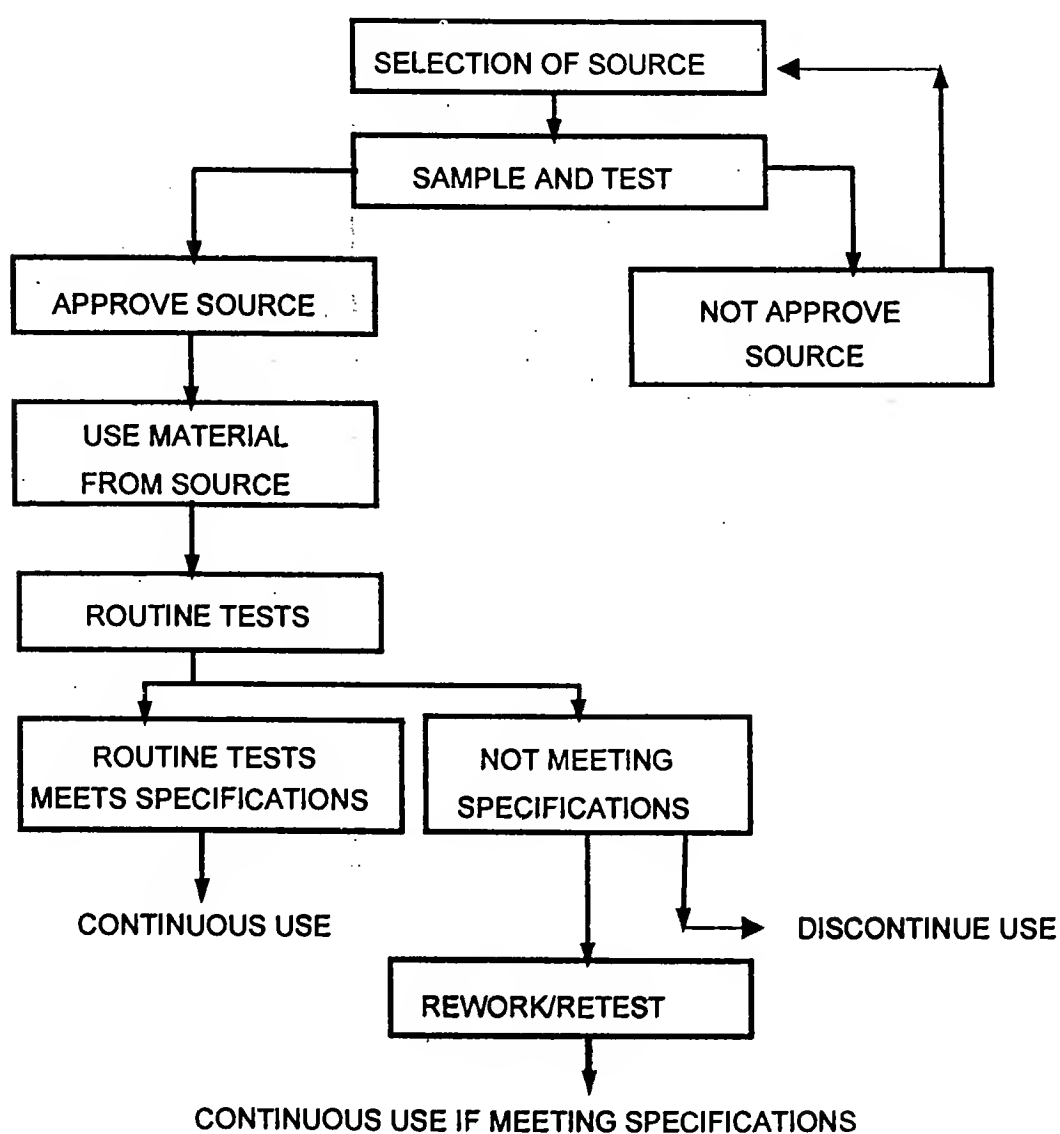 SELECTION OF SOURCE
SAMPLE AND TEST
APPROVE SOURCE
NOT APPROVE
SOURCE
USE MATERIAL
FROM SOURCE
ROUTINE TESTS
ROUTINE TESTS
MEETS SPECIFICATIONS
NOT MEETING
SPECIFICATIONS
CONTINUOUS USE
DISCONTINUE USE
REWORK/RETEST
CONTINUOUS USE IF MEETING SPECIFICATIONS